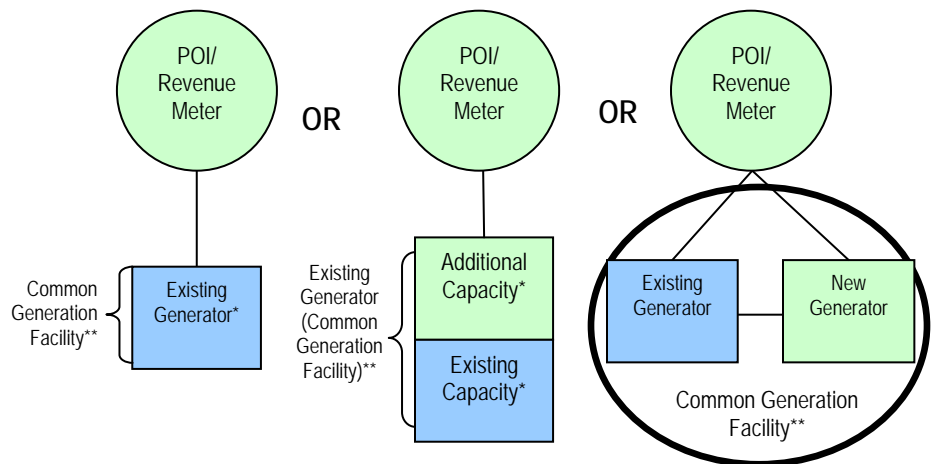 POI/
Revenue
Meter
OR
POI/
Revenue
Meter
OR
POI/
Revenue
Meter
Common
Generation
Facility**
Existing
Generator*
Existing
Generator
(Common
Generation
Facility)**
Additional
Capacity*
Existing
Capacity*
Existing
Generator
New
Generator
Common Generation
Facility**